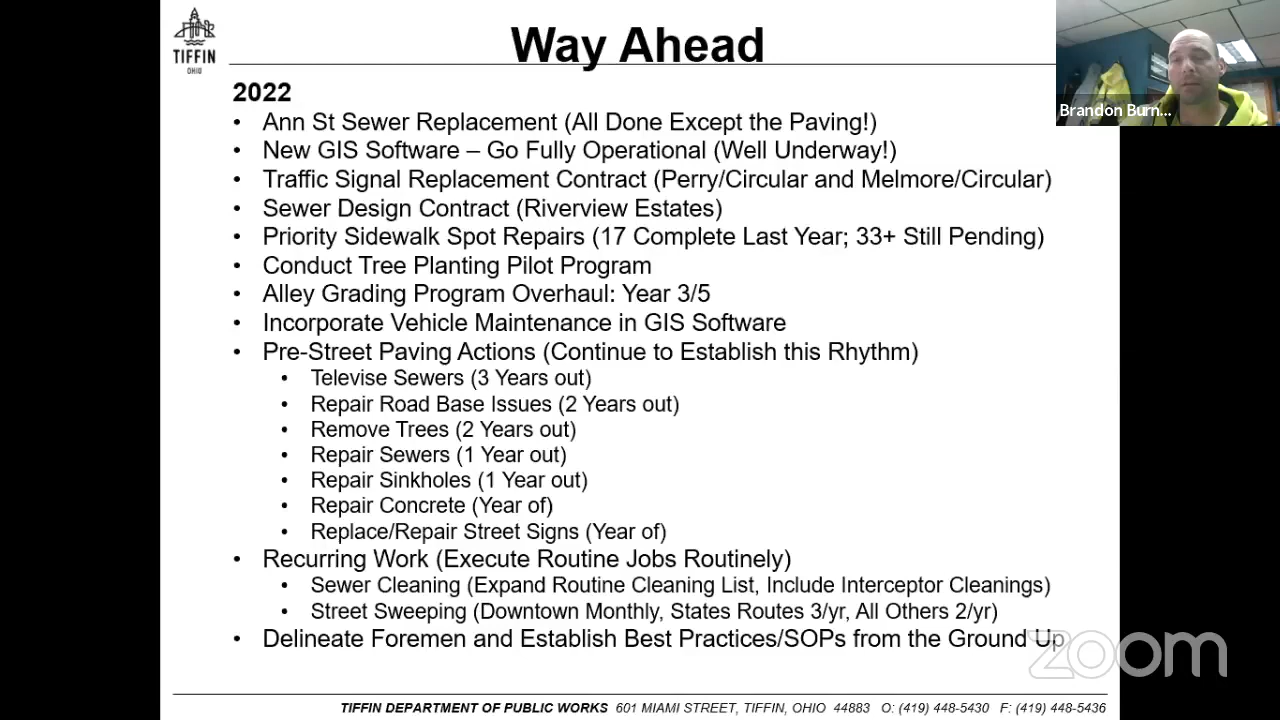 TIFFIN
OHIO
Way Ahead
Brandon Burn...
2022
• Ann St Sewer Replacement (All Done Except the Paving!)
• New GIS Software – Go Fully Operational (Well Underway!)
• Traffic Signal Replacement Contract (Perry/Circular and Melmore/Circular)
• Sewer Design Contract (Riverview Estates)
• Priority Sidewalk Spot Repairs (17 Complete Last Year; 33+ Still Pending)
• Conduct Tree Planting Pilot Program
• Alley Grading Program Overhaul: Year 3/5
• Incorporate Vehicle Maintenance in GIS Software
• Pre-Street Paving Actions (Continue to Establish this Rhythm)
• Televise Sewers (3 Years out)
• Repair Road Base Issues (2 Years out)
• Remove Trees (2 Years out)
• Repair Sewers (1 Year out)
• Repair Sinkholes (1 Year out)
• Repair Concrete (Year of)
• Replace/Repair Street Signs (Year of)
• Recurring Work (Execute Routine Jobs Routinely)
• Sewer Cleaning (Expand Routine Cleaning List, Include Interceptor Cleanings)
• Street Sweeping (Downtown Monthly, States Routes 3/yr, All Others 2/yr)
• Delineate Foremen and Establish Best Practices/SOPs from the Ground Up
zoom
TIFFIN DEPARTMENT OF PUBLIC WORKS 601 MIAMI STREET, TIFFIN, OHIO 44883 O: (419) 448-5430 F: (419) 448-5436